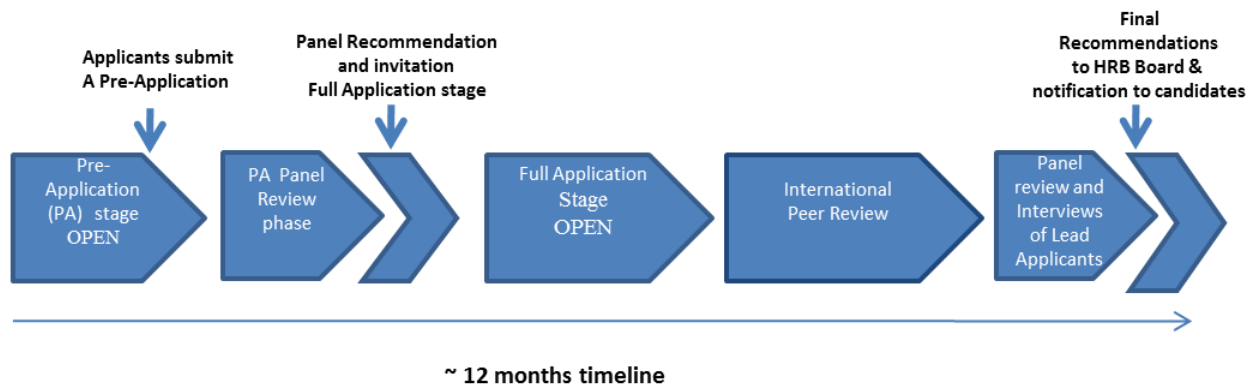 Applicants submit
A Pre-Application
Panel Recommendation
and invitation
Full Application stage
Final
Recommendations
to HRB Board &
notification to candidates
Pre-
Application
(PA) stage
OPEN
PA Panel
Review
phase
Full Application
Stage
OPEN
International
Peer Review
Panel
review and
Interviews
of Lead
Applicants
~ 12 months timeline